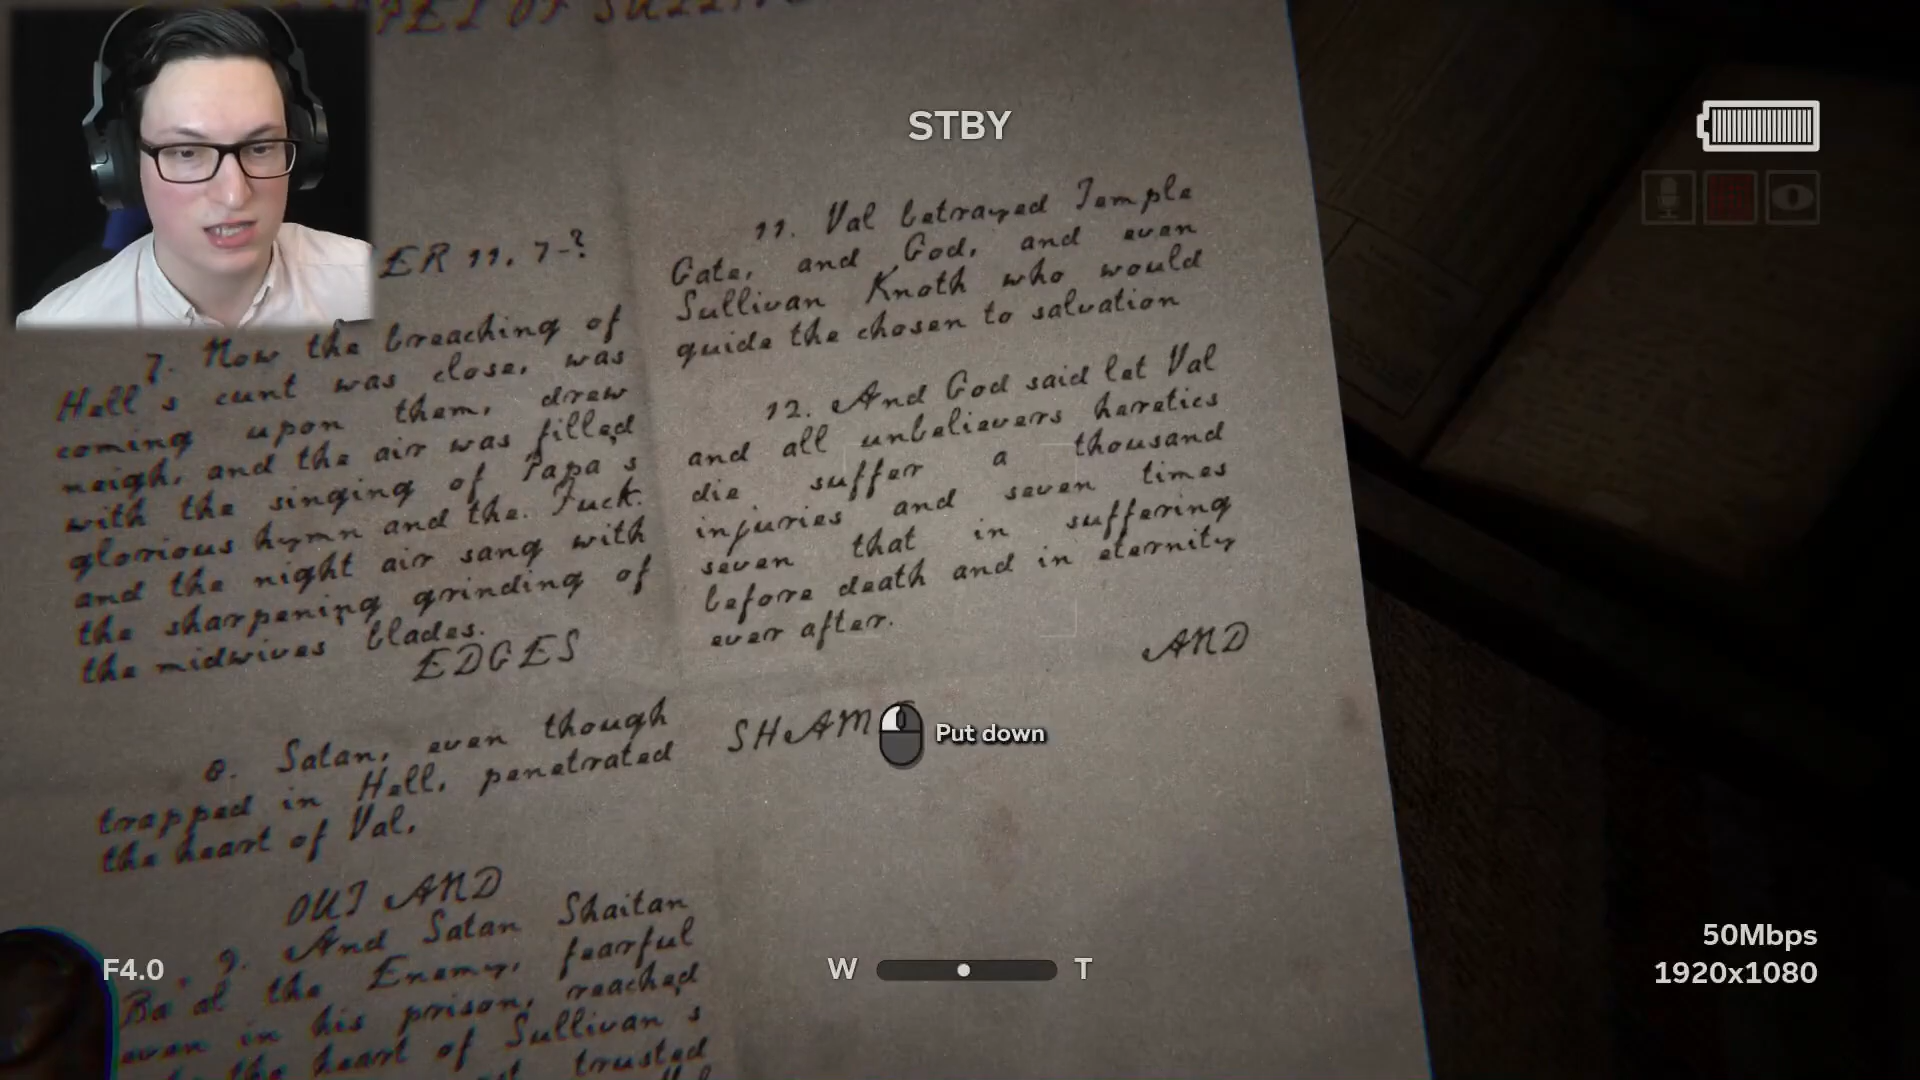 STBY
ER 11. 7-?
7. Now the breaching of
Hell's cunt was close, was
coming upon them, drew
neigh, and the air was filled
with the singing of Papa's
glorious hymn and the. Fuck.
and the night air sang with
the sharpening grinding of
the midwives blades.
EDGES
8. Satan, even though
trapped in Hell, penetrated
the heart of Val.
OUT AND
9. And Satan Shaitan
Ba'al the Enemy, fearful
even in his prison, reached
the heart of Sullivan's
trusted
11. Val betrayed Temple
Gate, and God, and even
Sullivan Knoth who would
guide the chosen to salvation
12. And God said let Val
and all unbelievers heretics
die suffer a thousand
injuries and seven times
seven that in suffering
before death and in eternity
ever after.
AND
SHAM
Put down
F4.0
W T
50Mbps
1920x1080